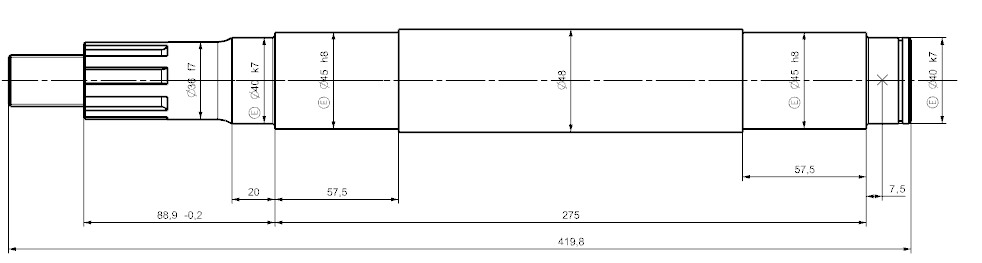 Ø36 f7
Ⓔ Ø40 k7
Ⓔ Ø45 h8
Ø48
Ⓔ Ø45 h8
Ⓔ Ø40 k7
57,5
7,5
20
57,5
88,9 -0,2
275
419,8